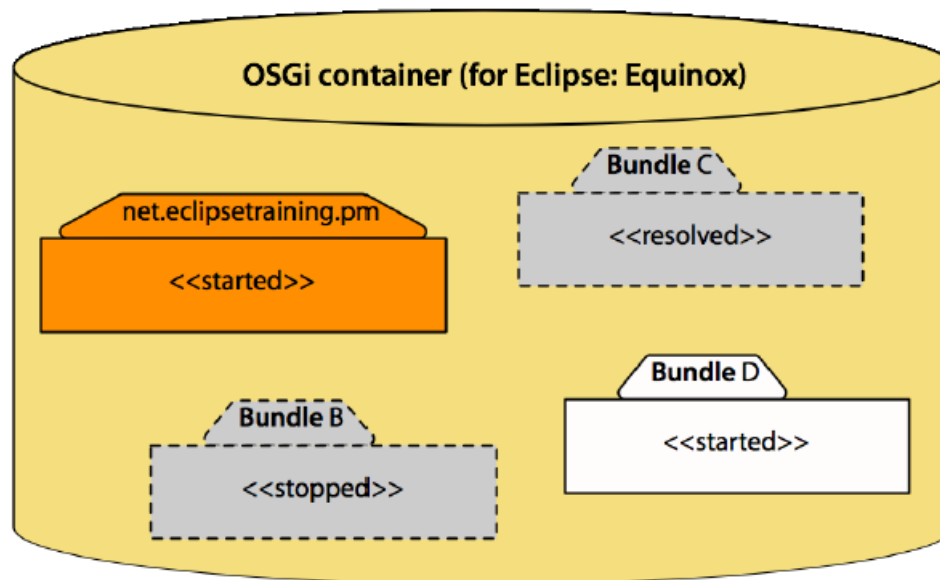 OSGi container (for Eclipse: Equinox)
Bundle C
<<resolved>>
net.eclipsetraining.pm
<<started>>
Bundle D
<<started>>
Bundle B
<<stopped>>